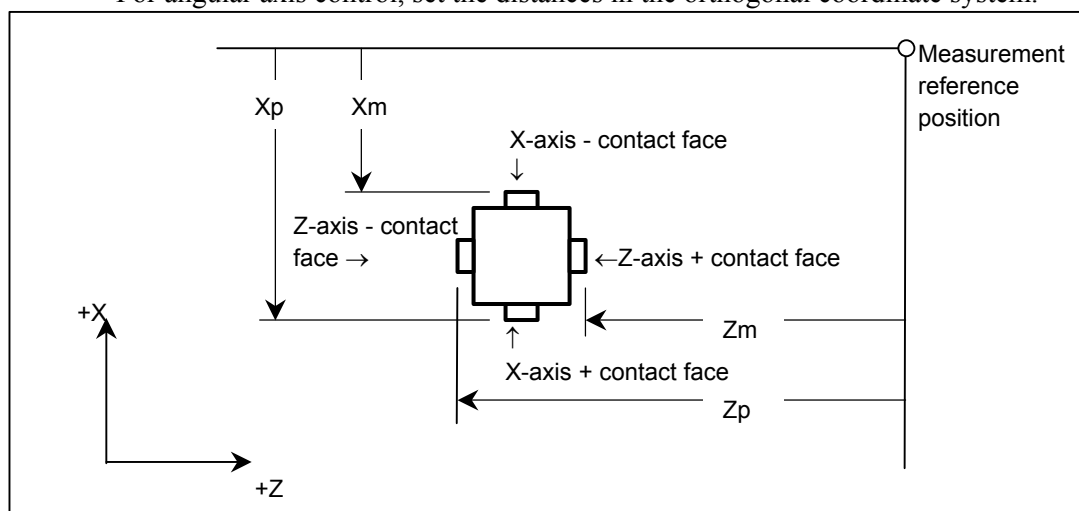 For angular axis control, set the distances in the orthogonal coordinate system.
Measurement
reference
position
Xp
Xm
X-axis - contact face
↓
Z-axis - contact
face →
←Z-axis + contact face
+X
Zm
↑
X-axis + contact face
Zp
+Z